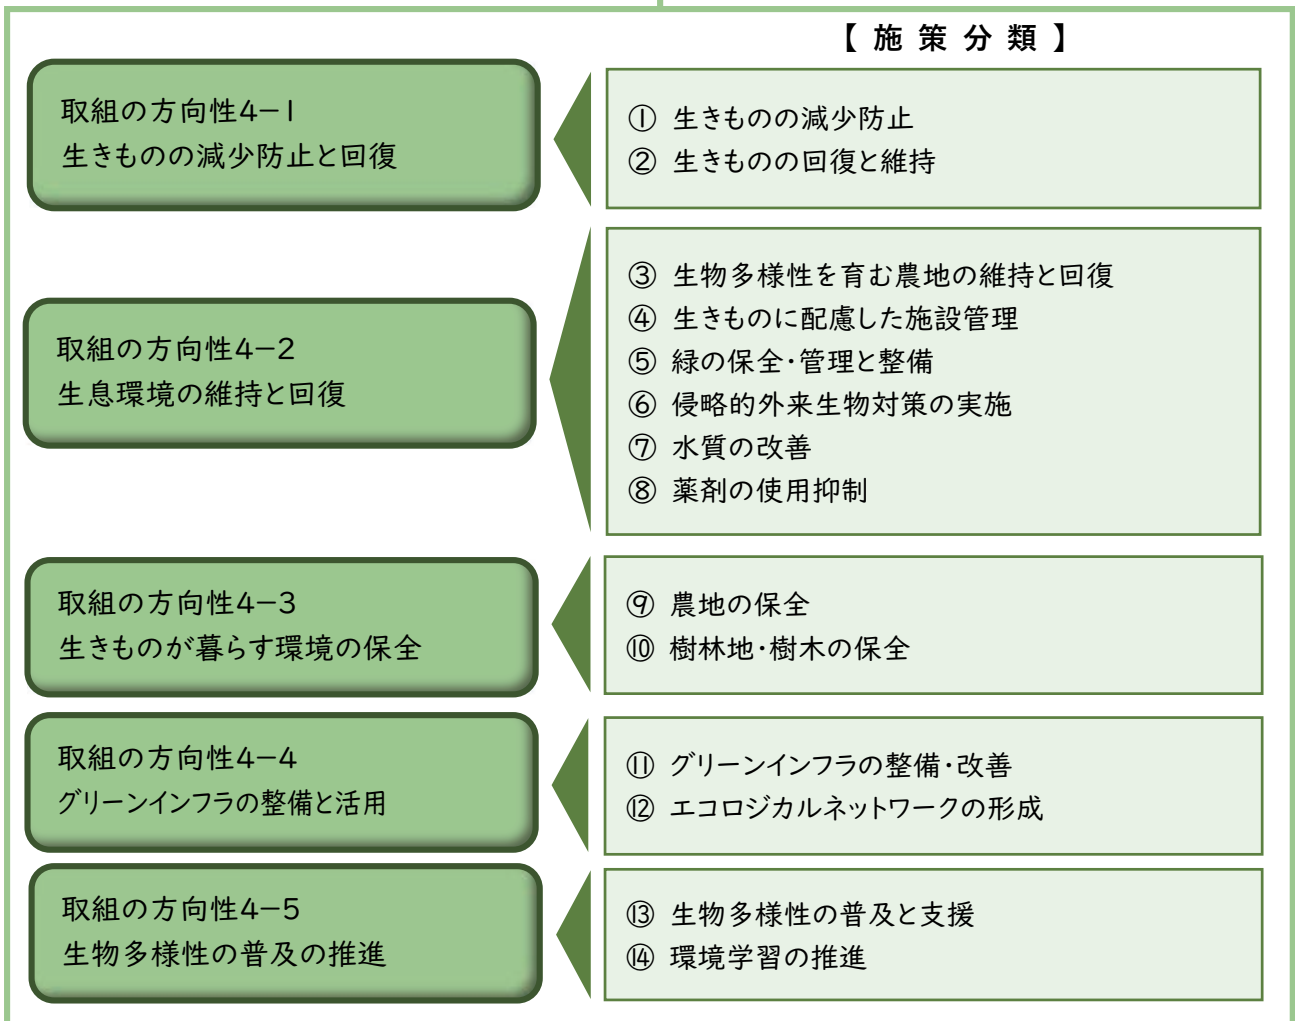 【 施 策 分 類 】
取組の方向性4－1
生きものの減少防止と回復
① 生きものの減少防止
② 生きものの回復と維持
取組の方向性4－2
生息環境の維持と回復
③ 生物多様性を育む農地の維持と回復
④ 生きものに配慮した施設管理
⑤ 緑の保全・管理と整備
⑥ 侵略的外来生物対策の実施
⑦ 水質の改善
⑧ 薬剤の使用抑制
取組の方向性4－3
生きものが暮らす環境の保全
⑨ 農地の保全
⑩ 樹林地・樹木の保全
取組の方向性4－4
グリーンインフラの整備と活用
⑪ グリーンインフラの整備・改善
⑫ エコロジカルネットワークの形成
取組の方向性4－5
生物多様性の普及の推進
⑬ 生物多様性の普及と支援
⑭ 環境学習の推進